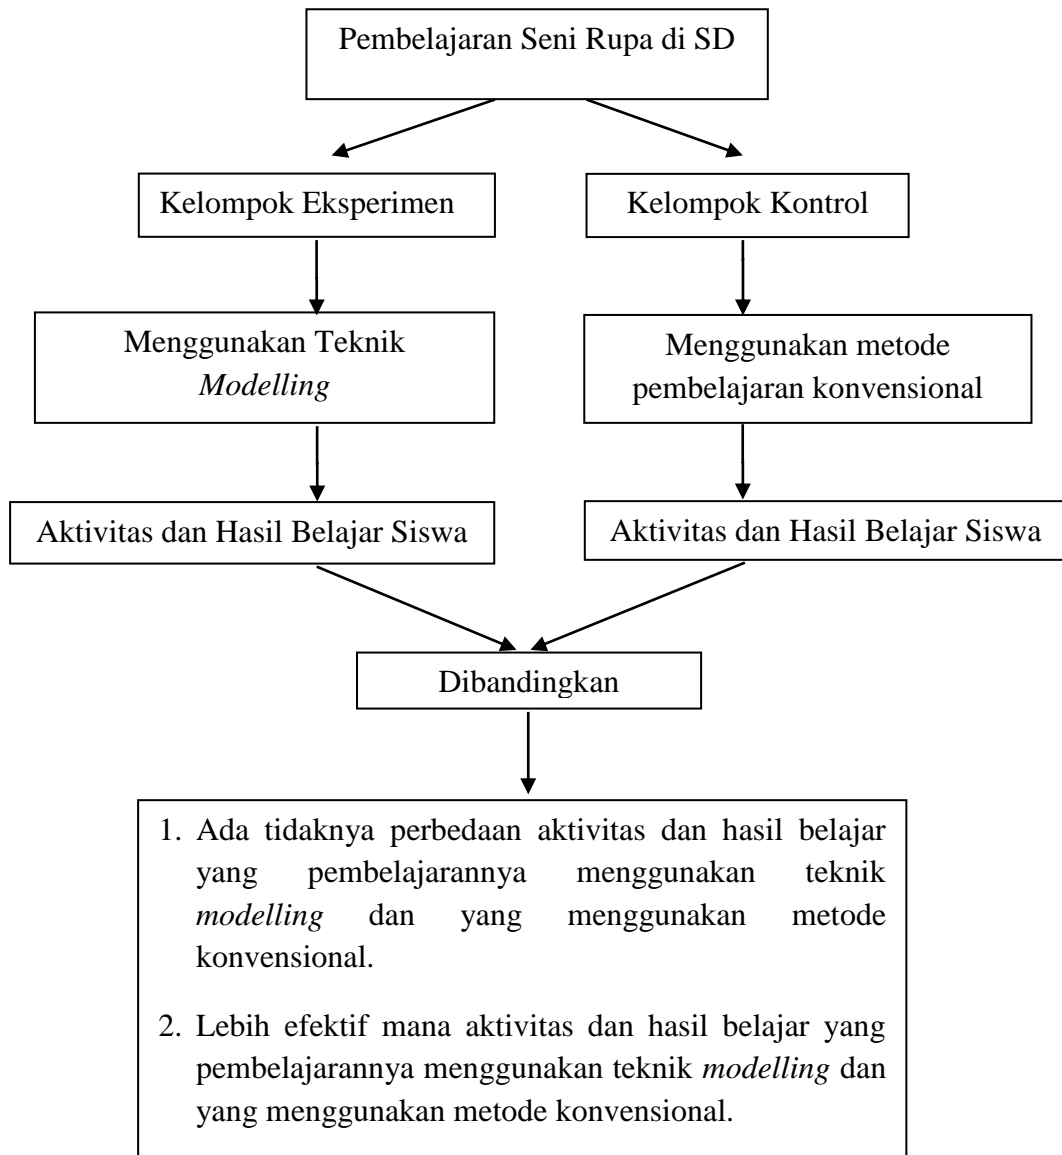 Pembelajaran Seni Rupa di SD
Kelompok Eksperimen
Kelompok Kontrol
Menggunakan Teknik
Modelling
Menggunakan metode
pembelajaran konvensional
Aktivitas dan Hasil Belajar Siswa
Aktivitas dan Hasil Belajar Siswa
Dibandingkan
1. Ada tidaknya perbedaan aktivitas dan hasil belajar
yang pembelajarannya menggunakan teknik
modelling dan yang menggunakan metode
konvensional.
2. Lebih efektif mana aktivitas dan hasil belajar yang
pembelajarannya menggunakan teknik modelling dan
yang menggunakan metode konvensional.